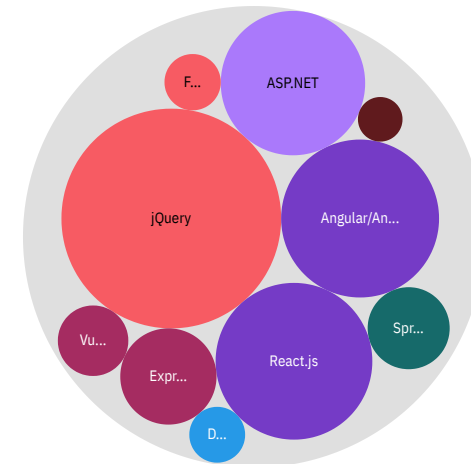 F...
ASP.NET
jQuery
Angular/An...
Spr...
Vu...
React.js
Expr...
D...